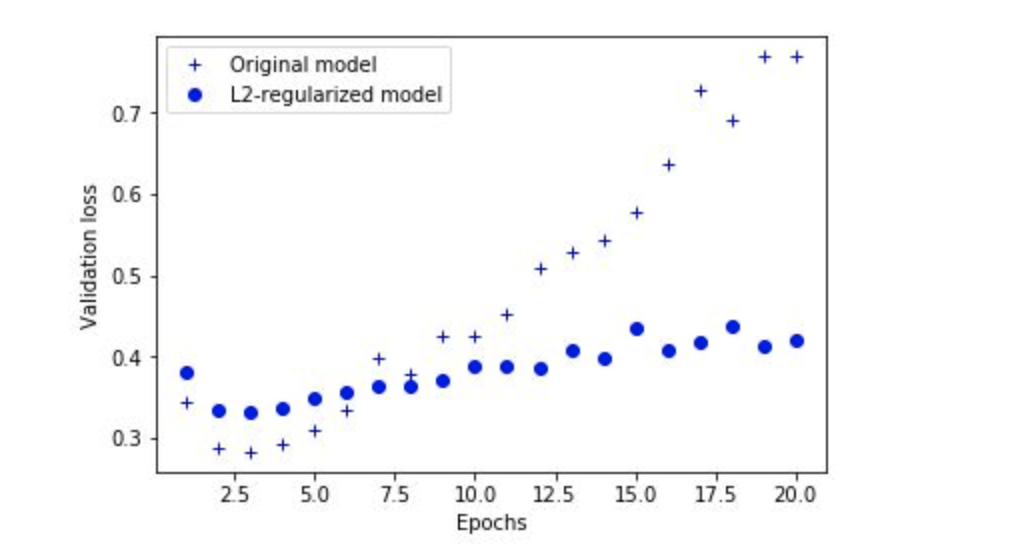 Original model
L2-regularized model
0.7
0.6
0.5
0.4
0.3
Validation loss
2.5 5.0 7.5 10.0 12.5 15.0 17.5 20.0
Epochs